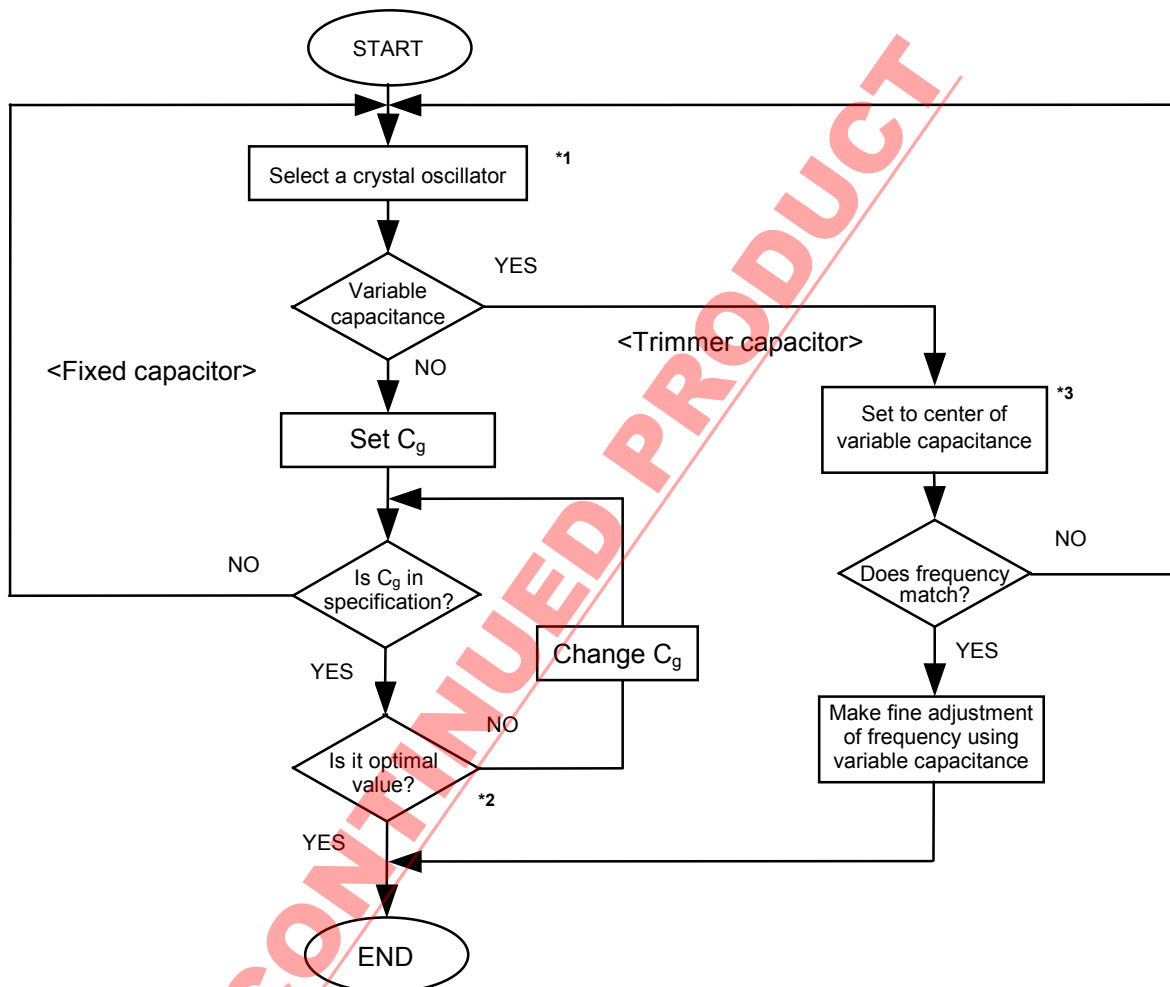 START
Select a crystal oscillator
*1
Variable
capacitance
YES
NO
<Fixed capacitor>
<Trimmer capacitor>
Set Cg
Set to center of
variable capacitance
*3
Is Cg in
specification?
NO
YES
Change Cg
Does frequency
match?
NO
YES
Is it optimal
value?
NO
*2
YES
Make fine adjustment
of frequency using
variable capacitance
END
CONTINUED PRODUCT